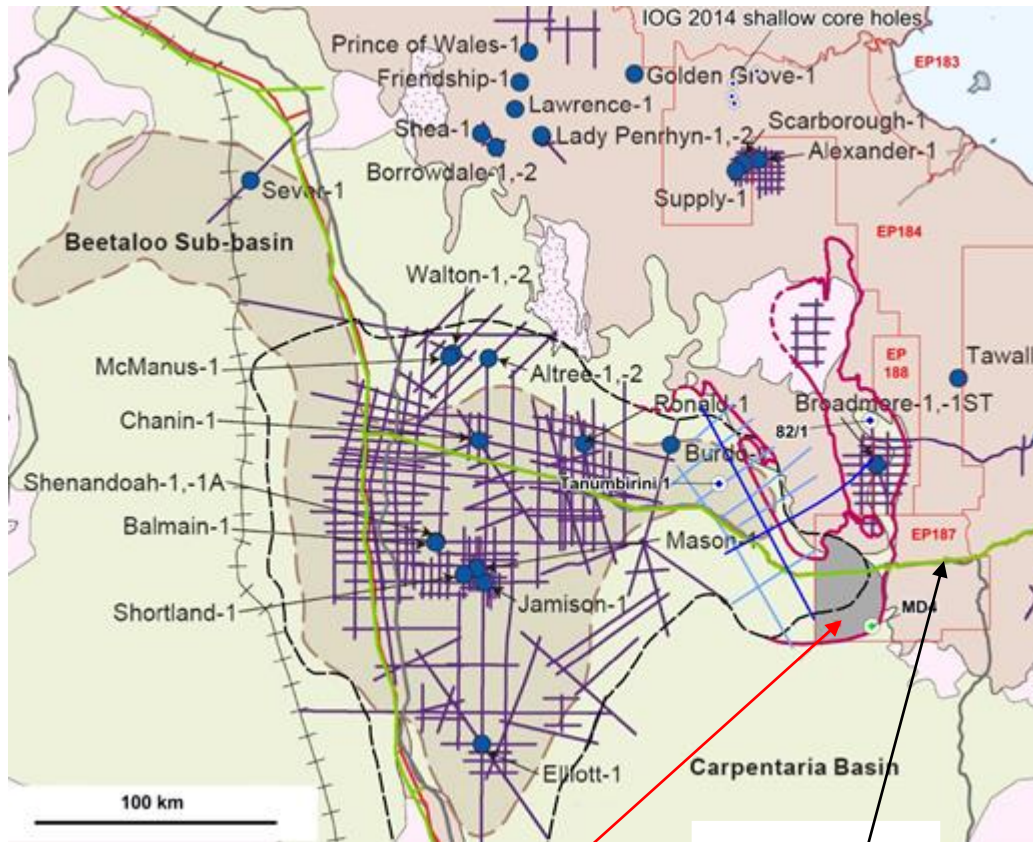 IOG 2014 shallow core holes
Prince of Wales-1
EP183
Golden Grove-1
Friendship-1
Lawrence-1
Scarborough-1
Shea-1
Lady Penrhyn-1,-2
Alexander-1
Borrowdale-1,-2
Sever-1
Supply-1
EP184
Beetaloo Sub-basin
Walton-1,-2
McManus-1
Altree-1,-2
EP
188
Tawall
Ronald-1
Broadmere-1,-1ST
Chanin-1
82/1
Burdo-1
Shenandoah-1,-1A
Tanumbirini 1
Balmain-1
Mason-1
EP187
Shortland-1
Jamison-1
MD4
Elliott-1
Carpentaria Basin
100 km